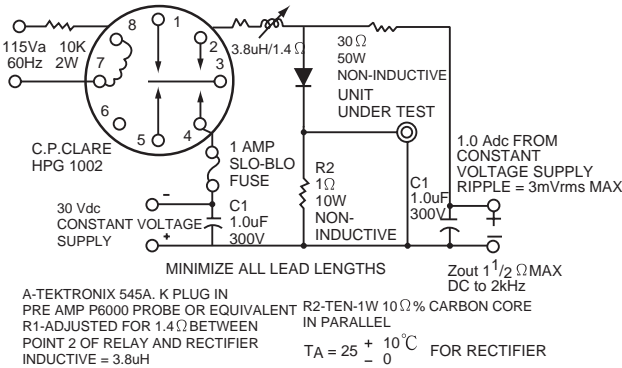 1
8
2
115Va
60Hz
10K
2W
7
3
6
5
4
3.8uH/1.4 Ω
30 Ω
50W
NON-INDUCTIVE
UNIT
UNDER TEST
C.P.CLARE
HPG 1002
1 AMP
SLO-BLO
FUSE
R2
1Ω
10W
NON-
INDUCTIVE
C1
1.0uF
300V
1.0 Adc FROM
CONSTANT
VOLTAGE SUPPLY
RIPPLE = 3mVrms MAX
+
–
–
30 Vdc
CONSTANT VOLTAGE
SUPPLY
+
C1
1.0uF
300V
MINIMIZE ALL LEAD LENGTHS
Zout 1 1/2 Ω MAX
DC to 2kHz
A-TEKTRONIX 545A. K PLUG IN
PRE AMP P6000 PROBE OR EQUIVALENT
R1-ADJUSTED FOR 1.4 Ω BETWEEN
POINT 2 OF RELAY AND RECTIFIER
INDUCTIVE = 3.8uH
R2-TEN-1W 10 Ω% CARBON CORE
IN PARALLEL
TA = 25 + 10°C FOR RECTIFIER
– 0